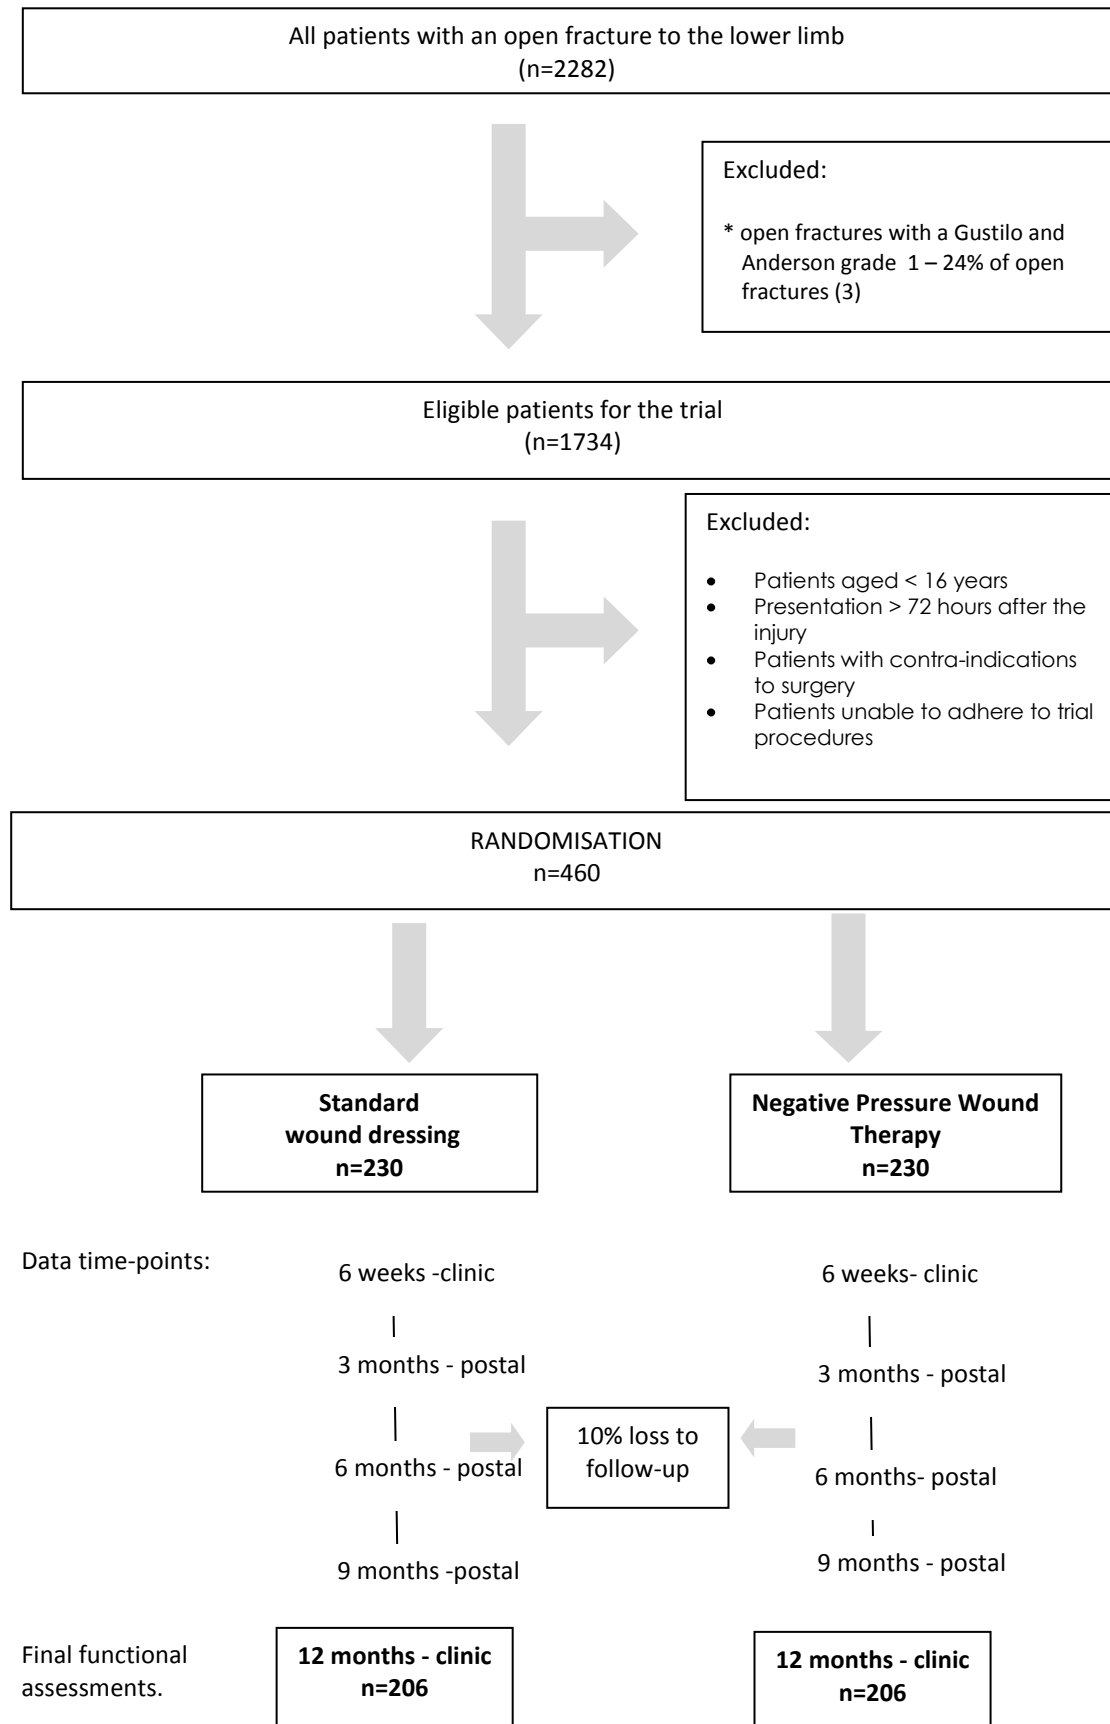 All patients with an open fracture to the lower limb
(n=2282)
Excluded:
* open fractures with a Gustilo and
Anderson grade 1 – 24% of open
fractures (3)
Eligible patients for the trial
(n=1734)
Excluded:
• Patients aged < 16 years
• Presentation > 72 hours after the
injury
• Patients with contra-indications
to surgery
• Patients unable to adhere to trial
procedures
RANDOMISATION
n=460
Standard
wound dressing
n=230
Negative Pressure Wound
Therapy
n=230
Data time-points:
6 weeks -clinic
3 months - postal
6 months - postal
9 months -postal
10% loss to
follow-up
6 weeks- clinic
3 months - postal
6 months- postal
9 months - postal
Final functional
assessments.
12 months - clinic
n=206
12 months - clinic
n=206